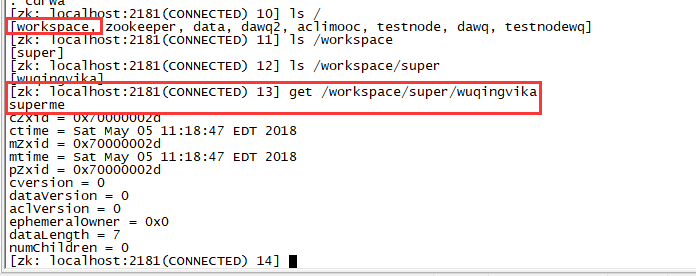 [zk: localhost:2181(CONNECTED) 10] ls /
[workspace, zookeeper, data, dawq2, aclimooc, testnode, dawq, testnodewq]
[zk: localhost:2181(CONNECTED) 11] ls /workspace
[super]
[zk: localhost:2181(CONNECTED) 12] ls /workspace/super
[wuqingvika]
[zk: localhost:2181(CONNECTED) 13] get /workspace/super/wuqingvika
superme
cZxid = 0x70000002d
ctime = Sat May 05 11:18:47 EDT 2018
mZxid = 0x70000002d
mtime = Sat May 05 11:18:47 EDT 2018
pZxid = 0x70000002d
cversion = 0
dataVersion = 0
aclVersion = 0
ephemeralOwner = 0x0
dataLength = 7
numChildren = 0
[zk: localhost:2181(CONNECTED) 14]